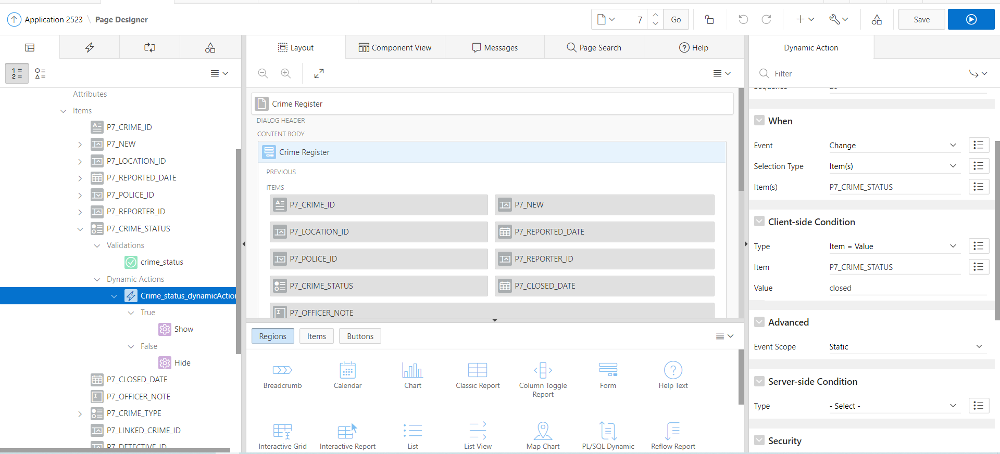 Application 2523 \ Page Designer
7
Go
Save
Layout
Component View
Messages
Page Search
Help
Dynamic Action
Filter
Attributes
Items
P7_CRIME_ID
P7_NEW
P7_LOCATION_ID
P7_REPORTED_DATE
P7_POLICE_ID
P7_REPORTER_ID
P7_CRIME_STATUS
Validations
crime_status
Dynamic Actions
Crime_status_dynamicAction
True
Show
False
Hide
P7_CLOSED_DATE
P7_OFFICER_NOTE
P7_CRIME_TYPE
P7_LINKED_CRIME_ID
P7_DETECTIVE_ID
Crime Register
DIALOG HEADER
CONTENT BODY
Crime Register
PREVIOUS
ITEMS
P7_CRIME_ID
P7_NEW
P7_LOCATION_ID
P7_REPORTED_DATE
P7_POLICE_ID
P7_REPORTER_ID
P7_CRIME_STATUS
P7_CLOSED_DATE
P7_OFFICER_NOTE
Regions
Items
Buttons
Breadcrumb
Calendar
Chart
Classic Report
Column Toggle
Report
Form
Help Text
Interactive Grid
Interactive Report
List
List View
Map Chart
PL/SQL Dynamic
Reflow Report
Sequence
When
Event
Change
Selection Type
Item(s)
Item(s)
P7_CRIME_STATUS
Client-side Condition
Type
Item = Value
Item
P7_CRIME_STATUS
Value
closed
Advanced
Event Scope
Static
Server-side Condition
Type
- Select -
Security